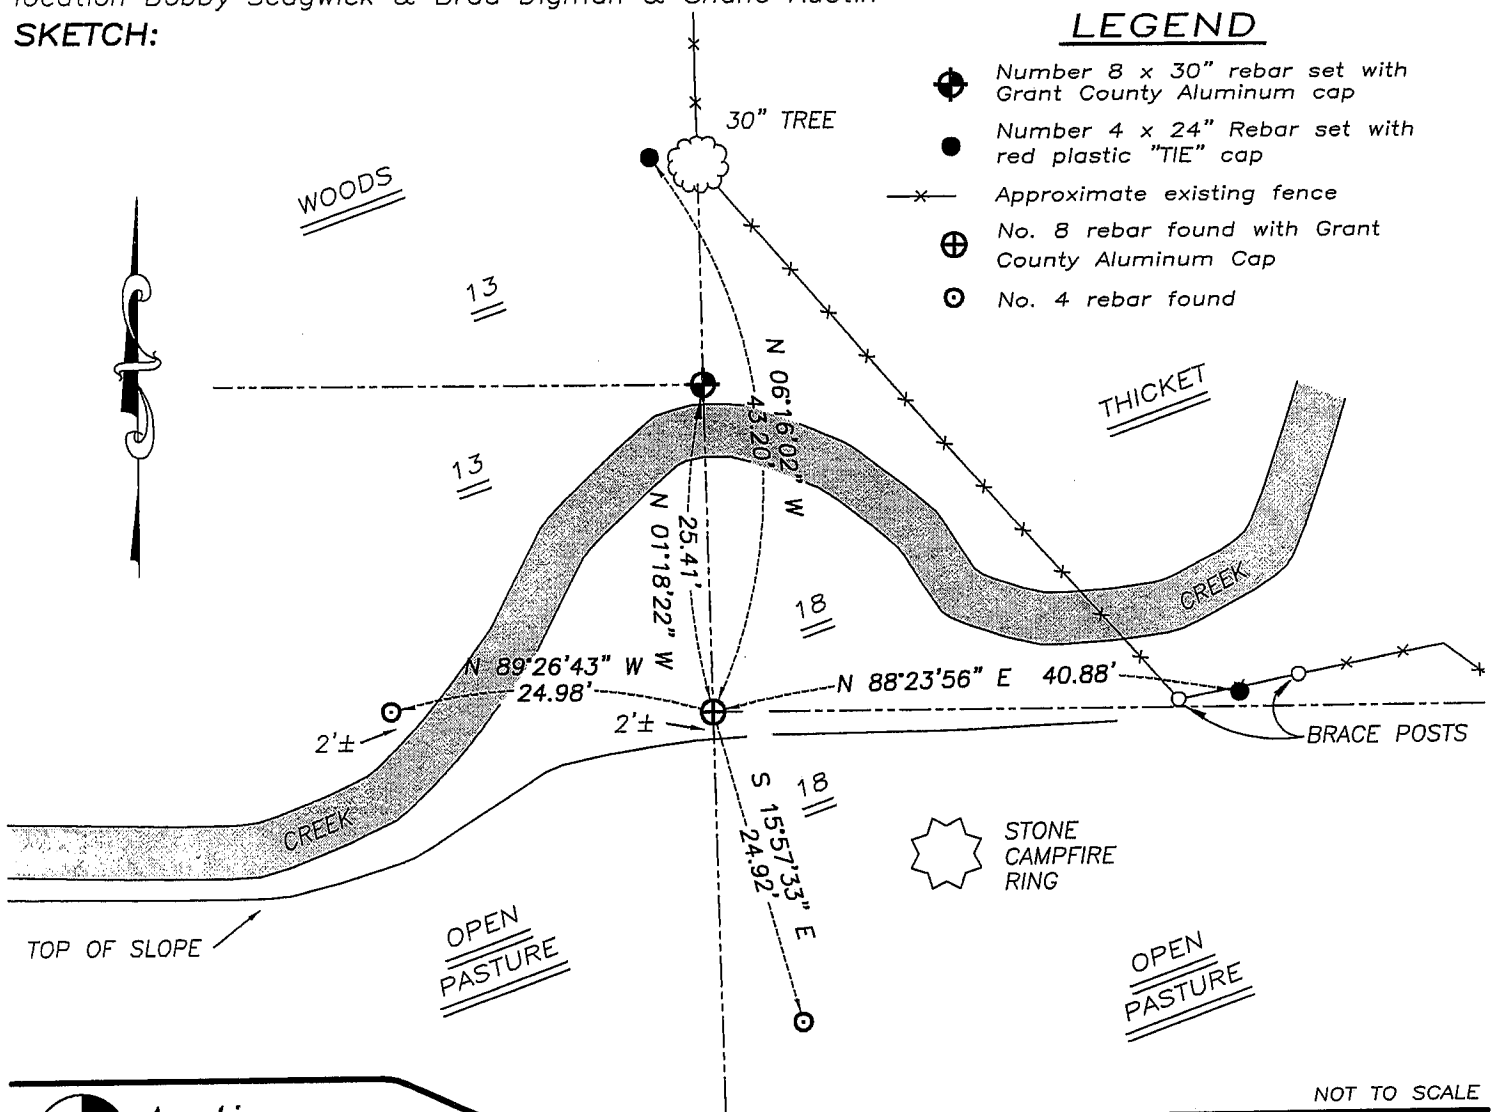 location Bobby Sedgwick & Brad Digman & Shane Austin
SKETCH:
LEGEND
Number 8 x 30" rebar set with
Grant County Aluminum cap
Number 4 x 24" Rebar set with
red plastic "TIE" cap
Approximate existing fence
No. 8 rebar found with Grant
County Aluminum Cap
No. 4 rebar found
30" TREE
WOODS
13
THICKET
13
N 06°16'02" W
43.20'
25.41'
N 01°18'22" W
18
CREEK
N 89°26'43" W
24.98'
N 88°23'56" E 40.88'
2'±
2'±
BRACE POSTS
18
S 15°57'33" E
24.92'
CREEK
STONE
CAMPFIRE
RING
TOP OF SLOPE
OPEN
PASTURE
OPEN
PASTURE
NOT TO SCALE